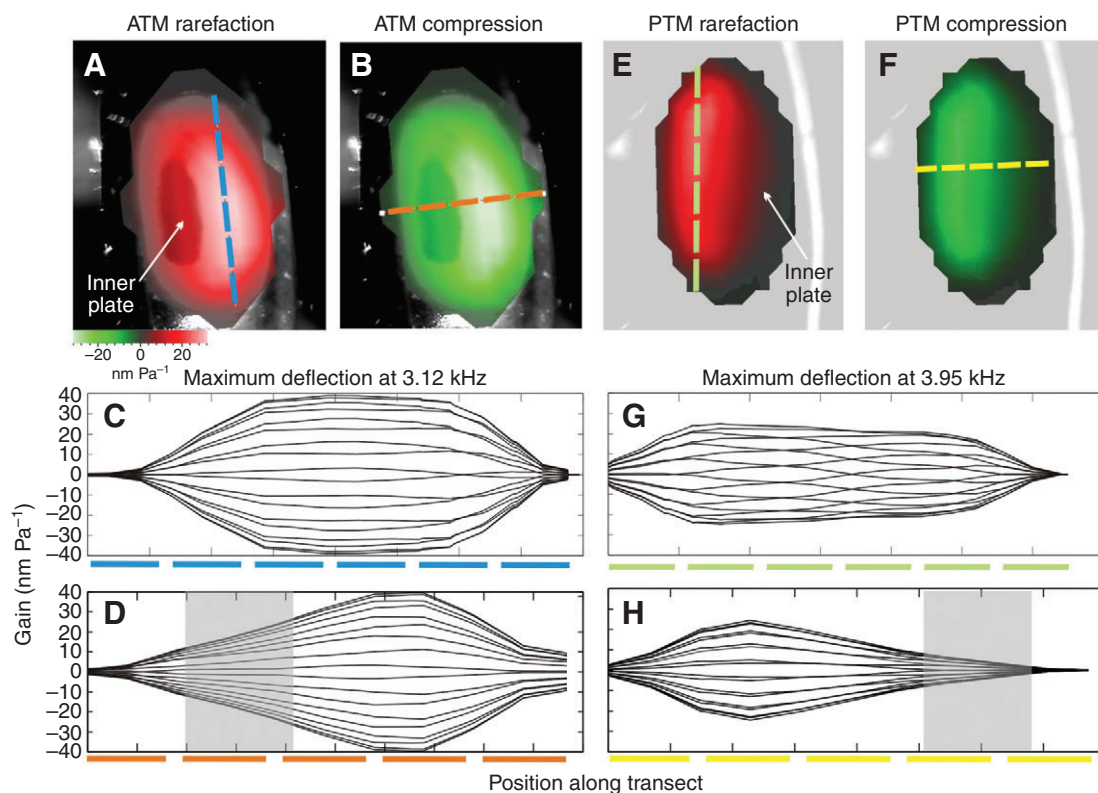 ATM rarefaction
ATM compression
PTM rarefaction
PTM compression
A
B
E
F
Inner
plate
Inner
plate
−20 0 20
nm Pa−1
Maximum deflection at 3.12 kHz
Maximum deflection at 3.95 kHz
C
G
40
30
20
10
0
−10
−20
−30
−40
D
H
40
30
20
10
0
−10
−20
−30
−40
Gain (nm Pa−1)
Position along transect